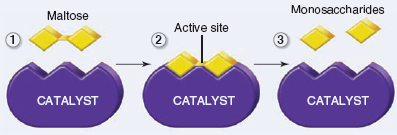 Maltose
Active site
Monosaccharides
1
2
3
CATALYST
CATALYST
CATALYST